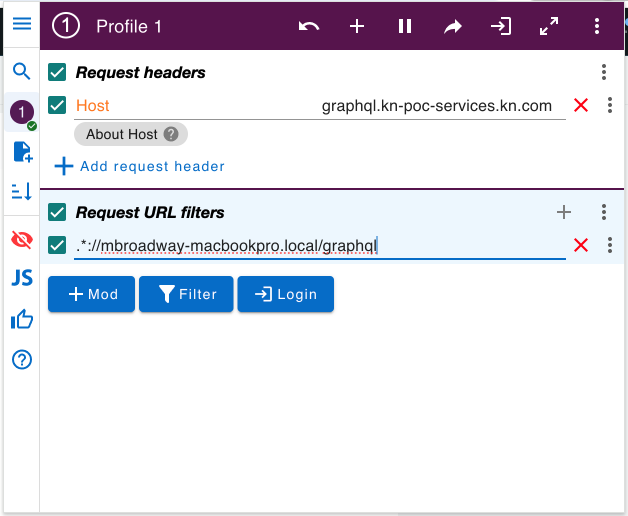 1 Profile 1
Request headers
Host graphql.kn-poc-services.kn.com
About Host ?
Add request header
Request URL filters
.*://mbroadway-macbookpro.local/graphql
Mod Filter Login
1
JS
?